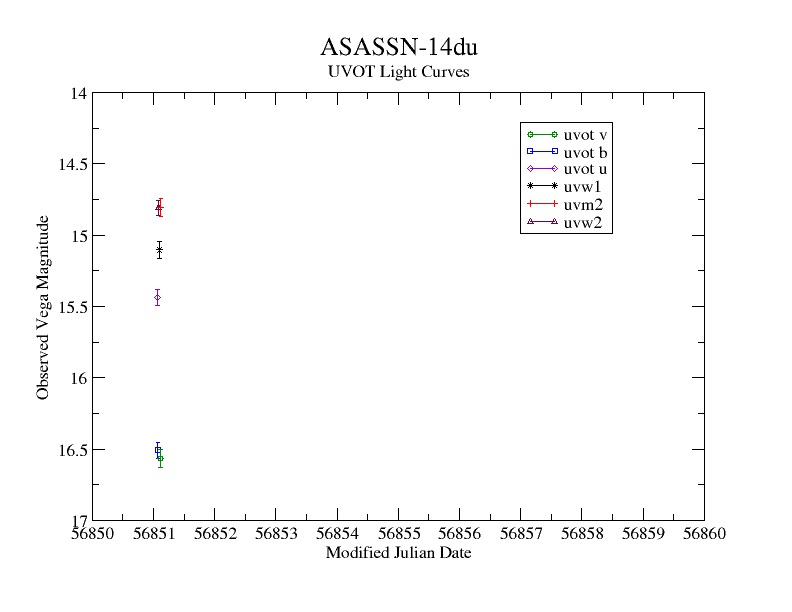 ASASSN-14du
UVOT Light Curves
14
14.5
15
15.5
16
16.5
17
Observed Vega Magnitude
uvot v
uvot b
uvot u
uvw1
uvm2
uvw2
56850 56851 56852 56853 56854 56855 56856 56857 56858 56859 56860
Modified Julian Date